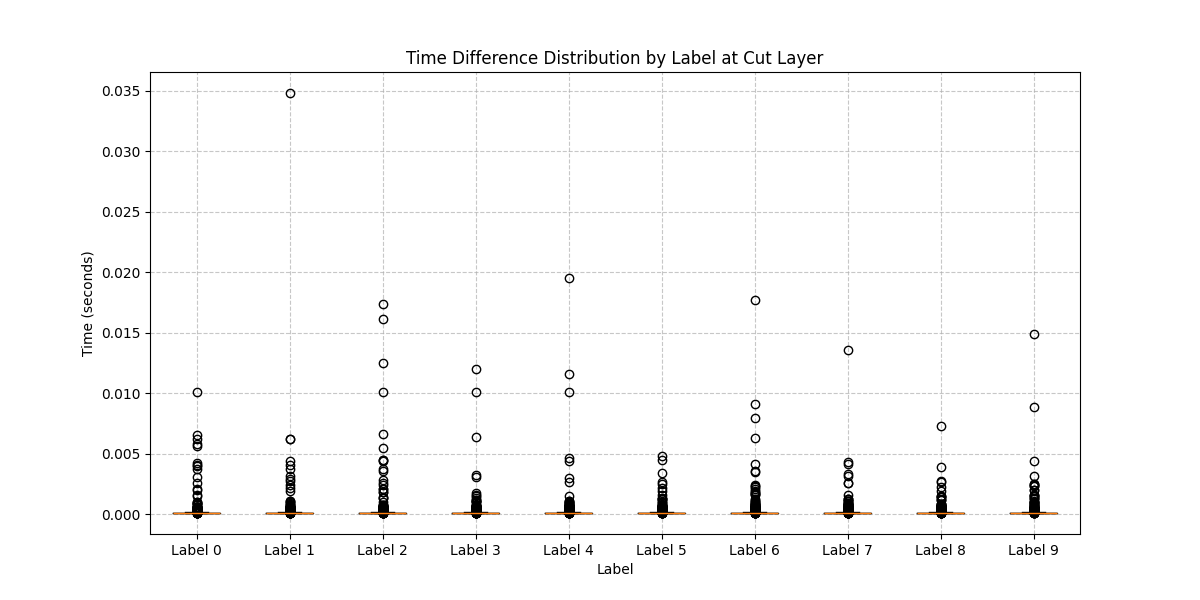 Time Difference Distribution by Label at Cut Layer
0.035
0.030
0.025
0.020
0.015
0.010
0.005
0.000
Time (seconds)
Label 0 Label 1 Label 2 Label 3 Label 4 Label 5 Label 6 Label 7 Label 8 Label 9
Label